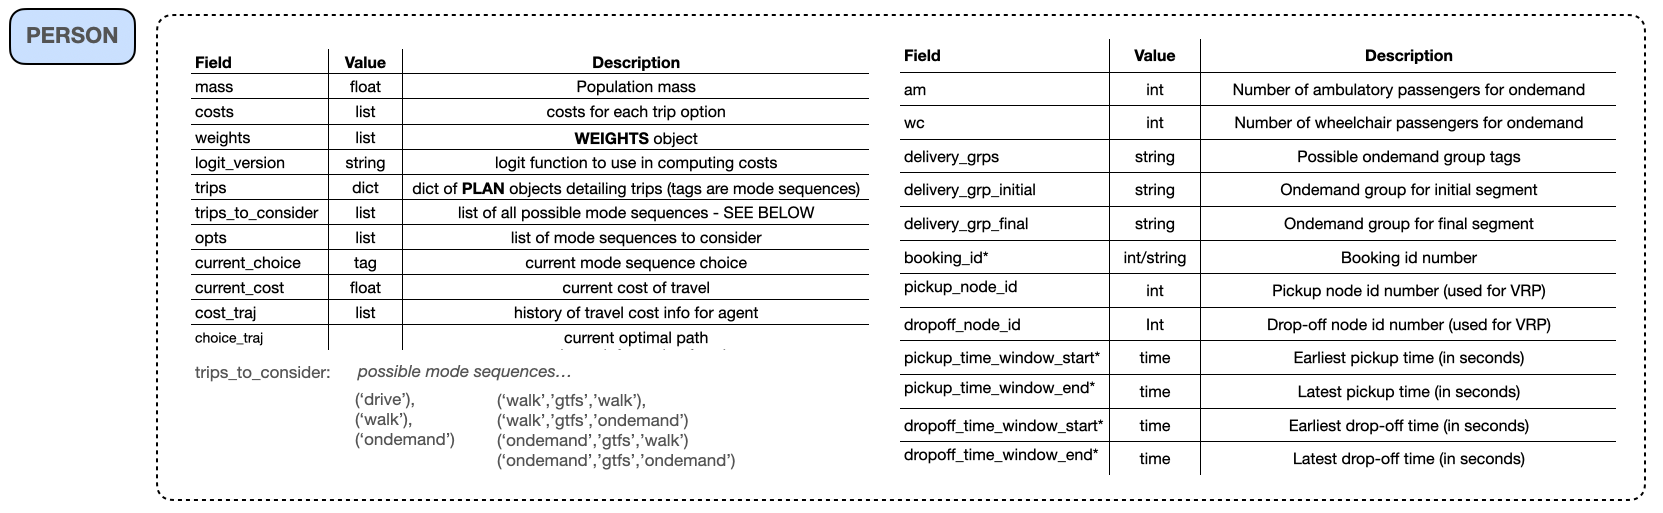 PERSON
Field Value Description
mass float Population mass
costs list costs for each trip option
weights list WEIGHTS object
logit_version string logit function to use in computing costs
trips dict dict of PLAN objects detailing trips (tags are mode sequences)
trips_to_consider list list of all possible mode sequences - SEE BELOW
opts list list of mode sequences to consider
current_choice tag current mode sequence choice
current_cost float current cost of travel
cost_traj list history of travel cost info for agent
choice_traj current optimal path
trips_to_consider: possible mode sequences…
(‘drive’),
(‘walk’),
(‘ondemand’)
(‘walk’,’gtfs’,’walk’),
(‘walk’,’gtfs’,’ondemand’)
(‘ondemand’,’gtfs’,’walk’)
(‘ondemand’,’gtfs’,’ondemand’)
Field Value Description
am int Number of ambulatory passengers for ondemand
wc int Number of wheelchair passengers for ondemand
delivery_grps string Possible ondemand group tags
delivery_grp_initial string Ondemand group for initial segment
delivery_grp_final string Ondemand group for final segment
booking_id* int/string Booking id number
pickup_node_id int Pickup node id number (used for VRP)
dropoff_node_id Int Drop-off node id number (used for VRP)
pickup_time_window_start* time Earliest pickup time (in seconds)
pickup_time_window_end* time Latest pickup time (in seconds)
dropoff_time_window_start* time Earliest drop-off time (in seconds)
dropoff_time_window_end* time Latest drop-off time (in seconds)